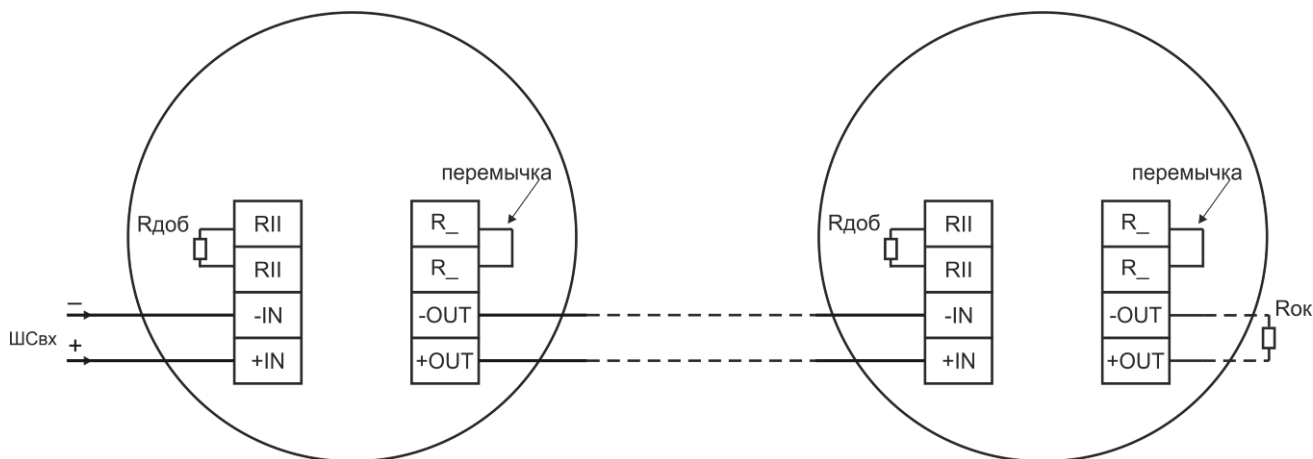 перемычка
перемычка
Rдоб
RII
R_
Rдоб
RII
R_
RII
R_
RII
R_
–
-IN
-OUT
-IN
-OUT
Rок
ШСвх
+
+IN
+OUT
+IN
+OUT